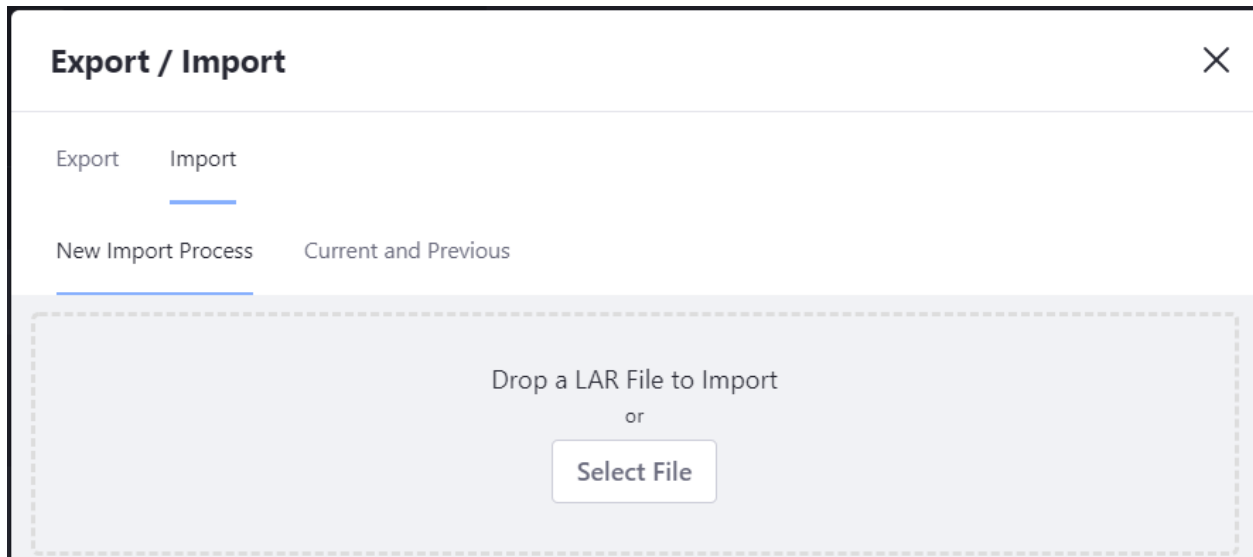 Export / Import
Export Import
New Import Process Current and Previous
Drop a LAR File to Import
or
Select File